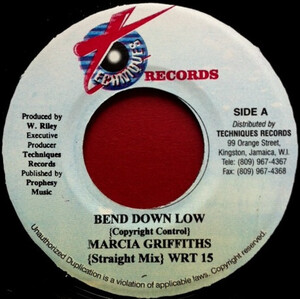 TECHNIQUES
RECORDS
Produced by
W. Riley
Executive
Producer
Techniques
Records
Published by
Prophesy
Music
SIDE A
Distributed by
TECHNIQUES RECORDS
99 Orange Street,
Kingston, Jamaica, W.I.
Tel: (809) 967-4367
Fax: (809) 967-4368
BEND DOWN LOW
{Copyright Control}
MARCIA GRIFFITHS
{Straight Mix} WRT 15
Unauthorized Duplication is a violation of applicable laws. Copyright Control.